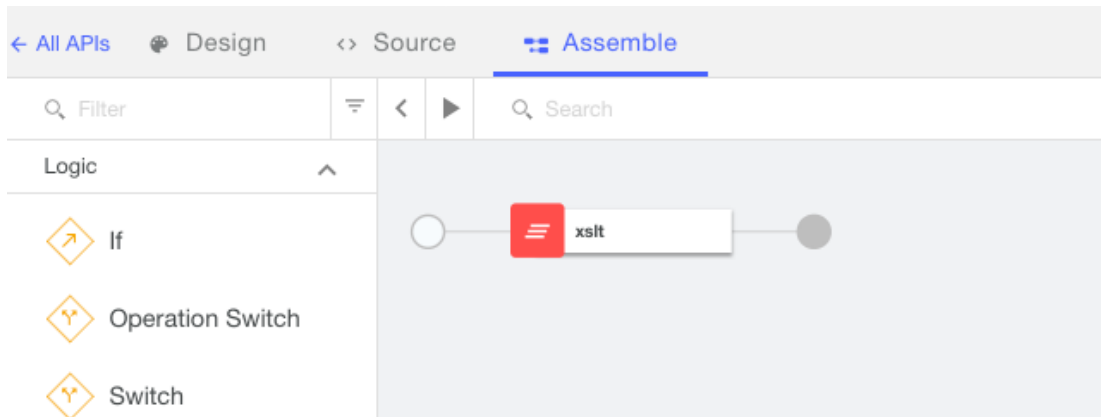 ← All APIs Design <> Source Assemble
Filter Search
Logic
xslt
If
Operation Switch
Switch